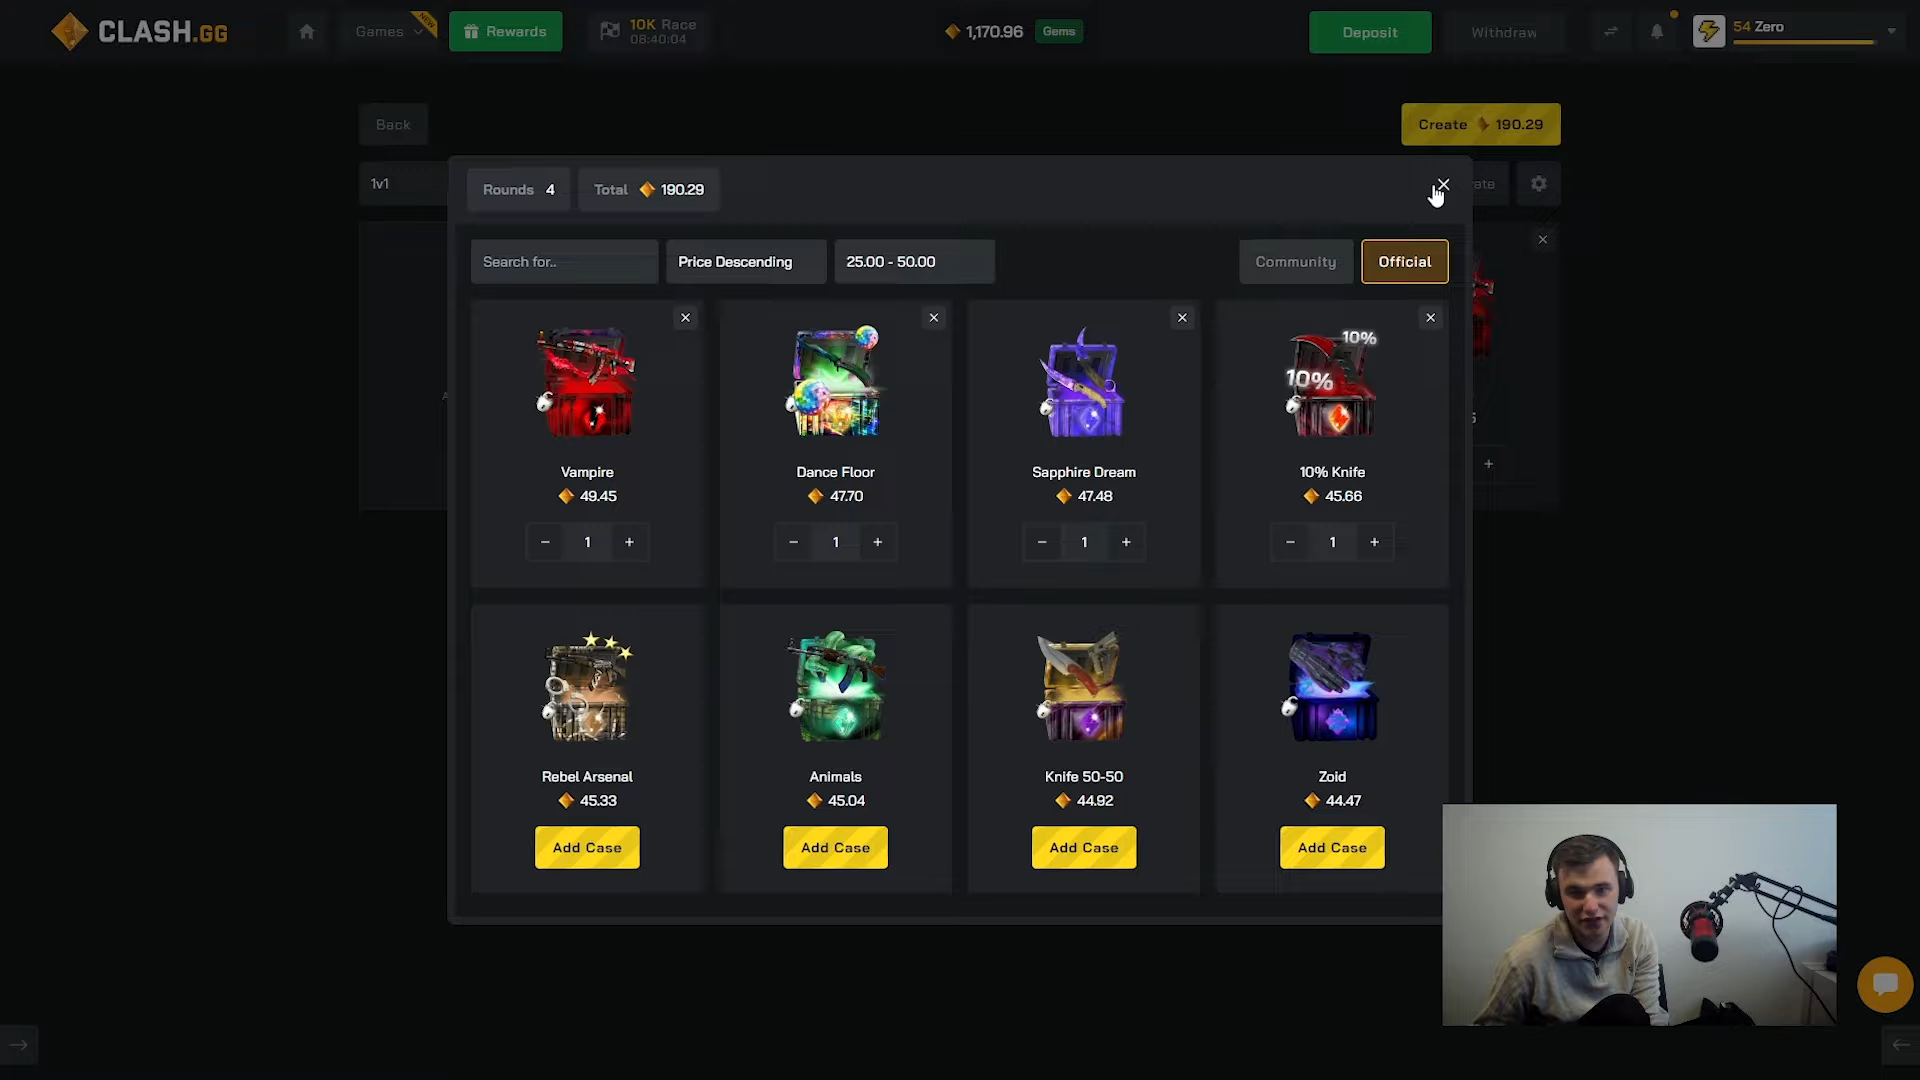 CLASH.GG
Games
NEW
Rewards
10K Race
08:40:04
1,170.96
Gems
Deposit
Withdraw
54 Zero
Back
Create 190.29
1v1
Rounds 4
Total 190.29
Search for..
Price Descending
25.00 - 50.00
Community
Official
Vampire
49.45
1
Dance Floor
47.70
1
Sapphire Dream
47.48
1
10%
10%
10% Knife
45.66
1
Rebel Arsenal
45.33
Add Case
Animals
45.04
Add Case
Knife 50-50
44.92
Add Case
Zoid
44.47
Add Case